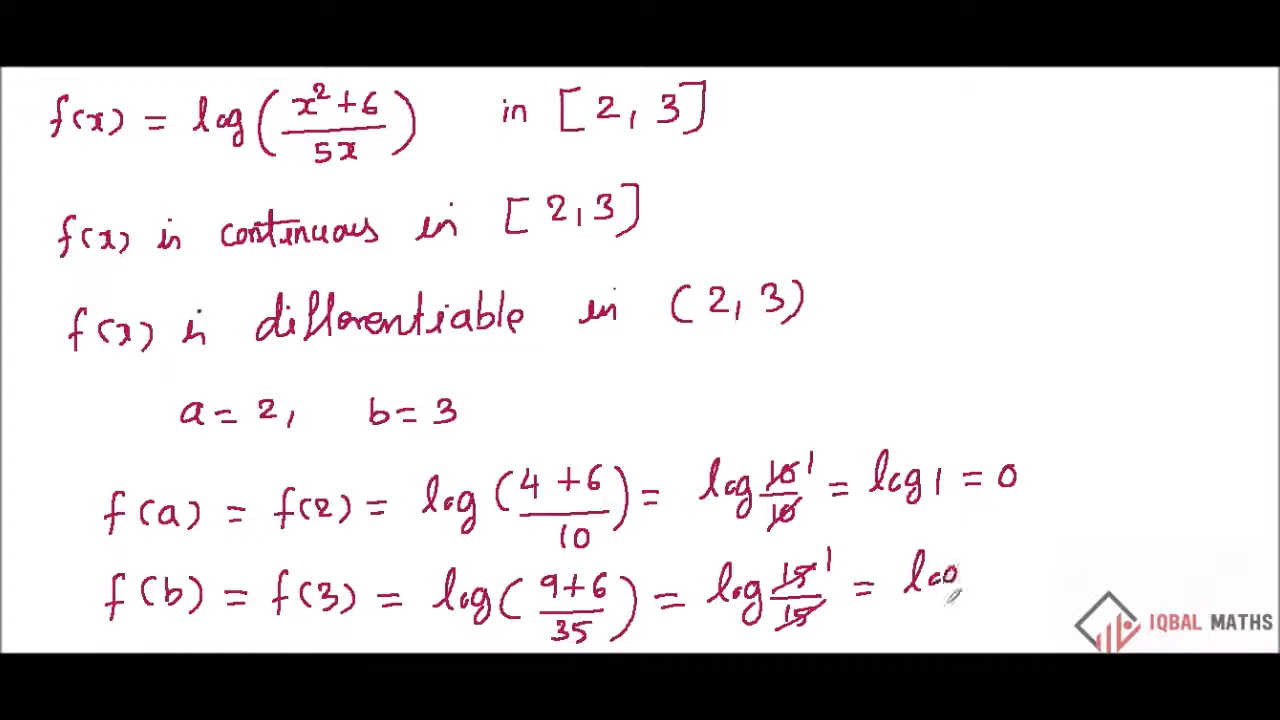 f(x) = log((x²+6)/(5x)) in [2, 3]
f(x) is continuous in [2, 3]
f(x) is differentiable in (2, 3)
a = 2, b = 3
f(a) = f(2) = log((4+6)/10) = log 10/10 1 = log 1 = 0
f(b) = f(3) = log((9+6)/35) = log 15/15 1 = log
IQBAL MATHS